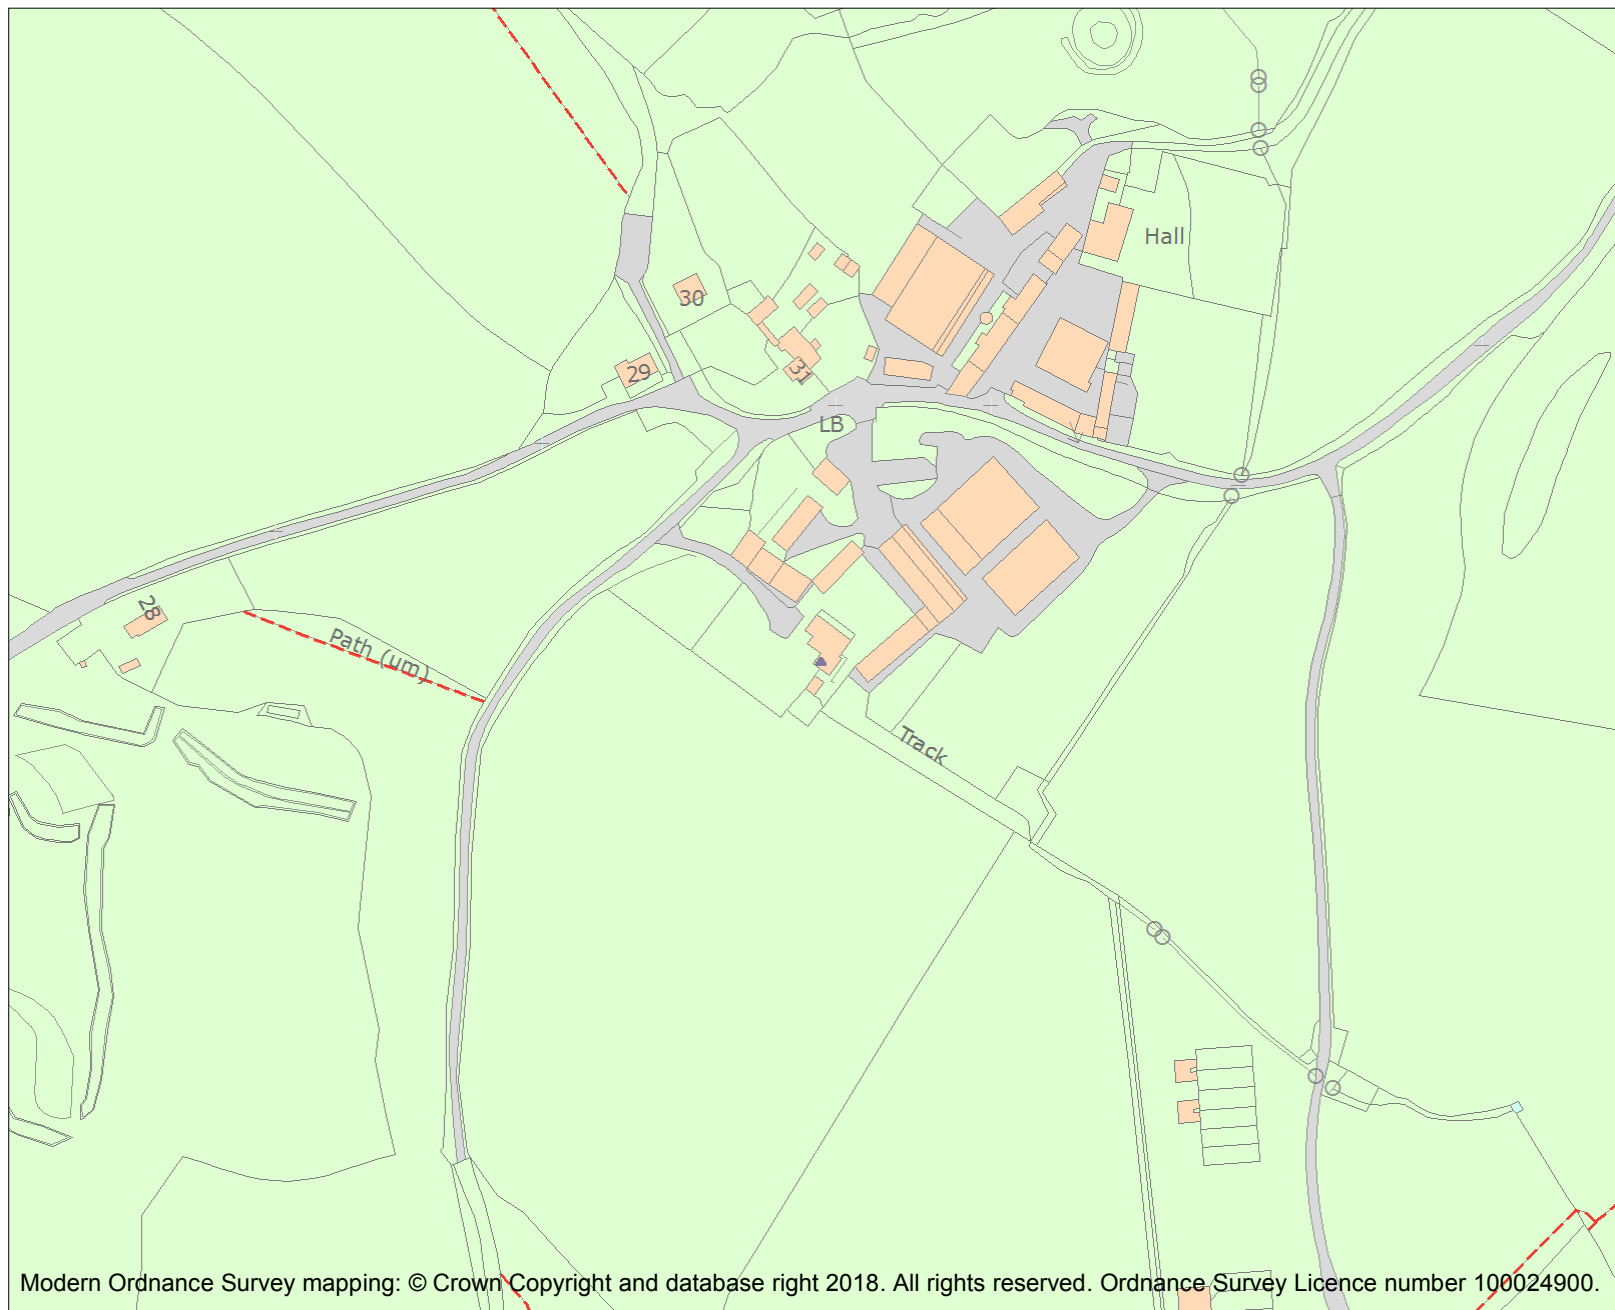 Hall
30
31
29
LB
28
Path (um)
Track
Modern Ordnance Survey mapping: © Crown Copyright and database right 2018. All rights reserved. Ordnance Survey Licence number 100024900.